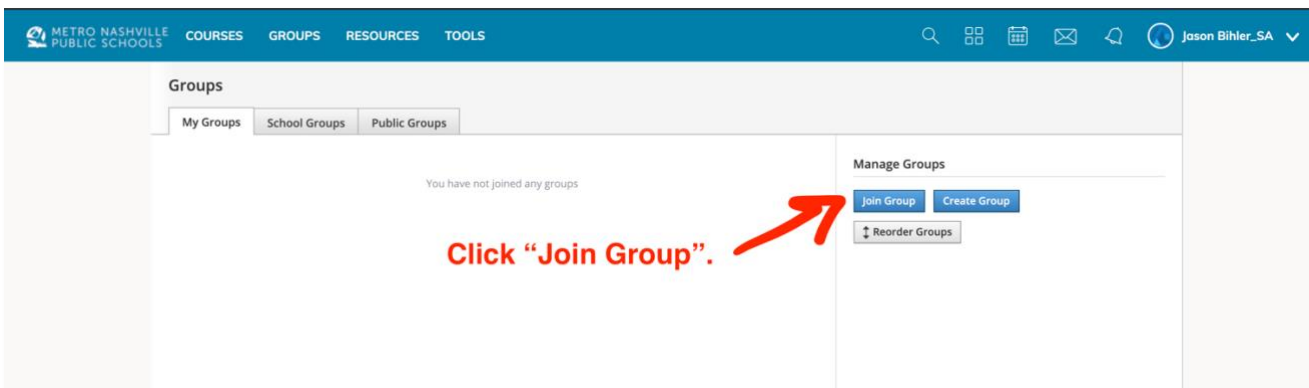 METRO NASHVILLE
PUBLIC SCHOOLS
COURSES GROUPS RESOURCES TOOLS
Jason Bihler_SA
Groups
My Groups School Groups Public Groups
You have not joined any groups
Manage Groups
Join Group Create Group
Reorder Groups
Click “Join Group”.